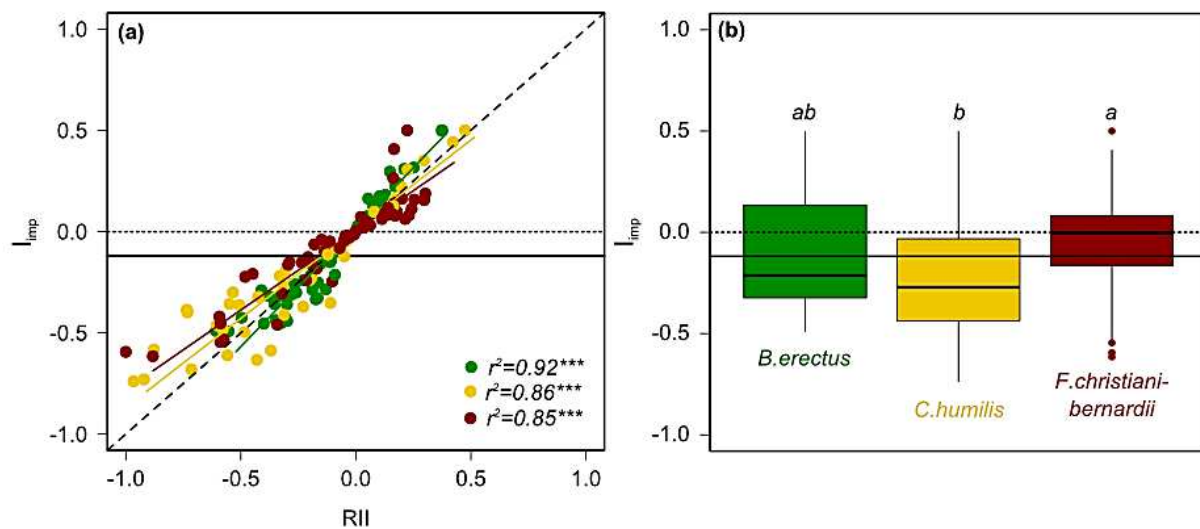 (a)
1.0
0.5
0.0
-0.5
-1.0
I_imp
-1.0 -0.5 0.0 0.5 1.0
RII
r²=0.92***
r²=0.86***
r²=0.85***
(b)
1.0
0.5
0.0
-0.5
-1.0
I_imp
ab b a
B.erectus
C.humilis
F.christiani-
bernardii